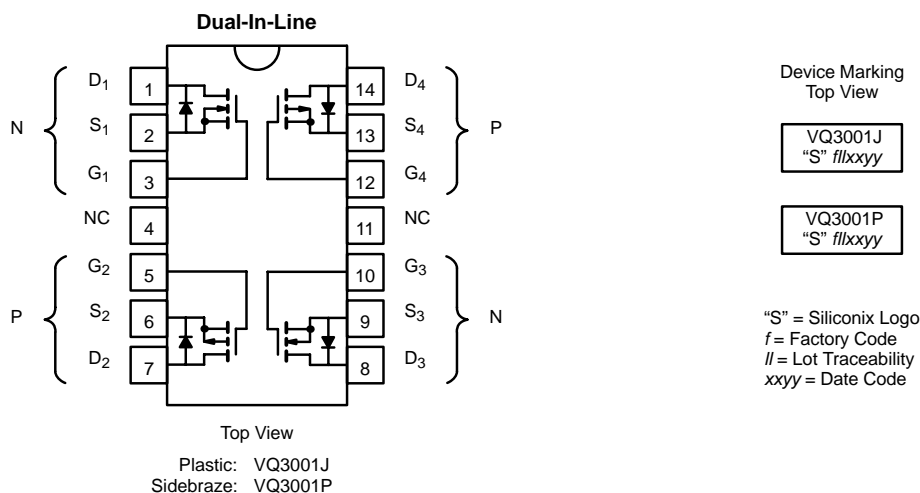 Dual-In-Line
D1 1 14 D4
N S1 2 13 S4 P
G1 3 12 G4
NC 4 11 NC
G2 5 10 G3
P S2 6 9 S3 N
D2 7 8 D3
Top View
Plastic: VQ3001J
Sidebraze: VQ3001P
Device Marking
Top View
VQ3001J
“S” fllxxyy
VQ3001P
“S” fllxxyy
“S” = Siliconix Logo
f = Factory Code
ll = Lot Traceability
xxyy = Date Code